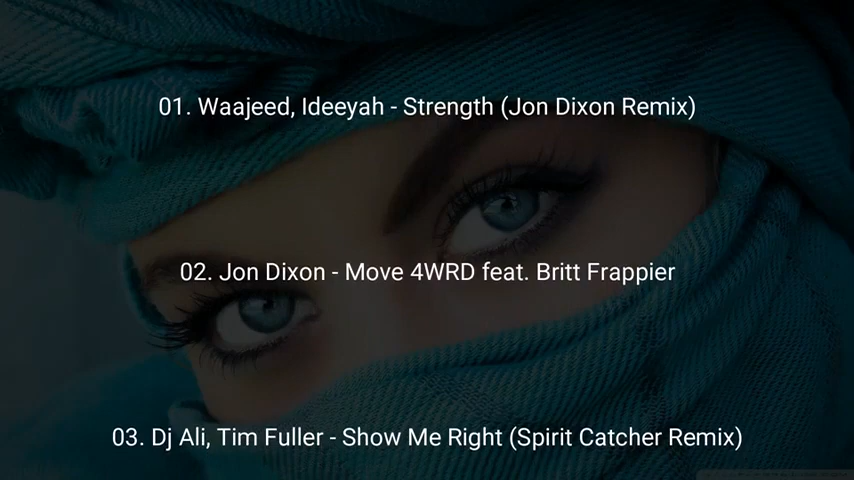 01. Waajeed, Ideeyah - Strength (Jon Dixon Remix)
02. Jon Dixon - Move 4WRD feat. Britt Frappier
03. Dj Ali, Tim Fuller - Show Me Right (Spirit Catcher Remix)